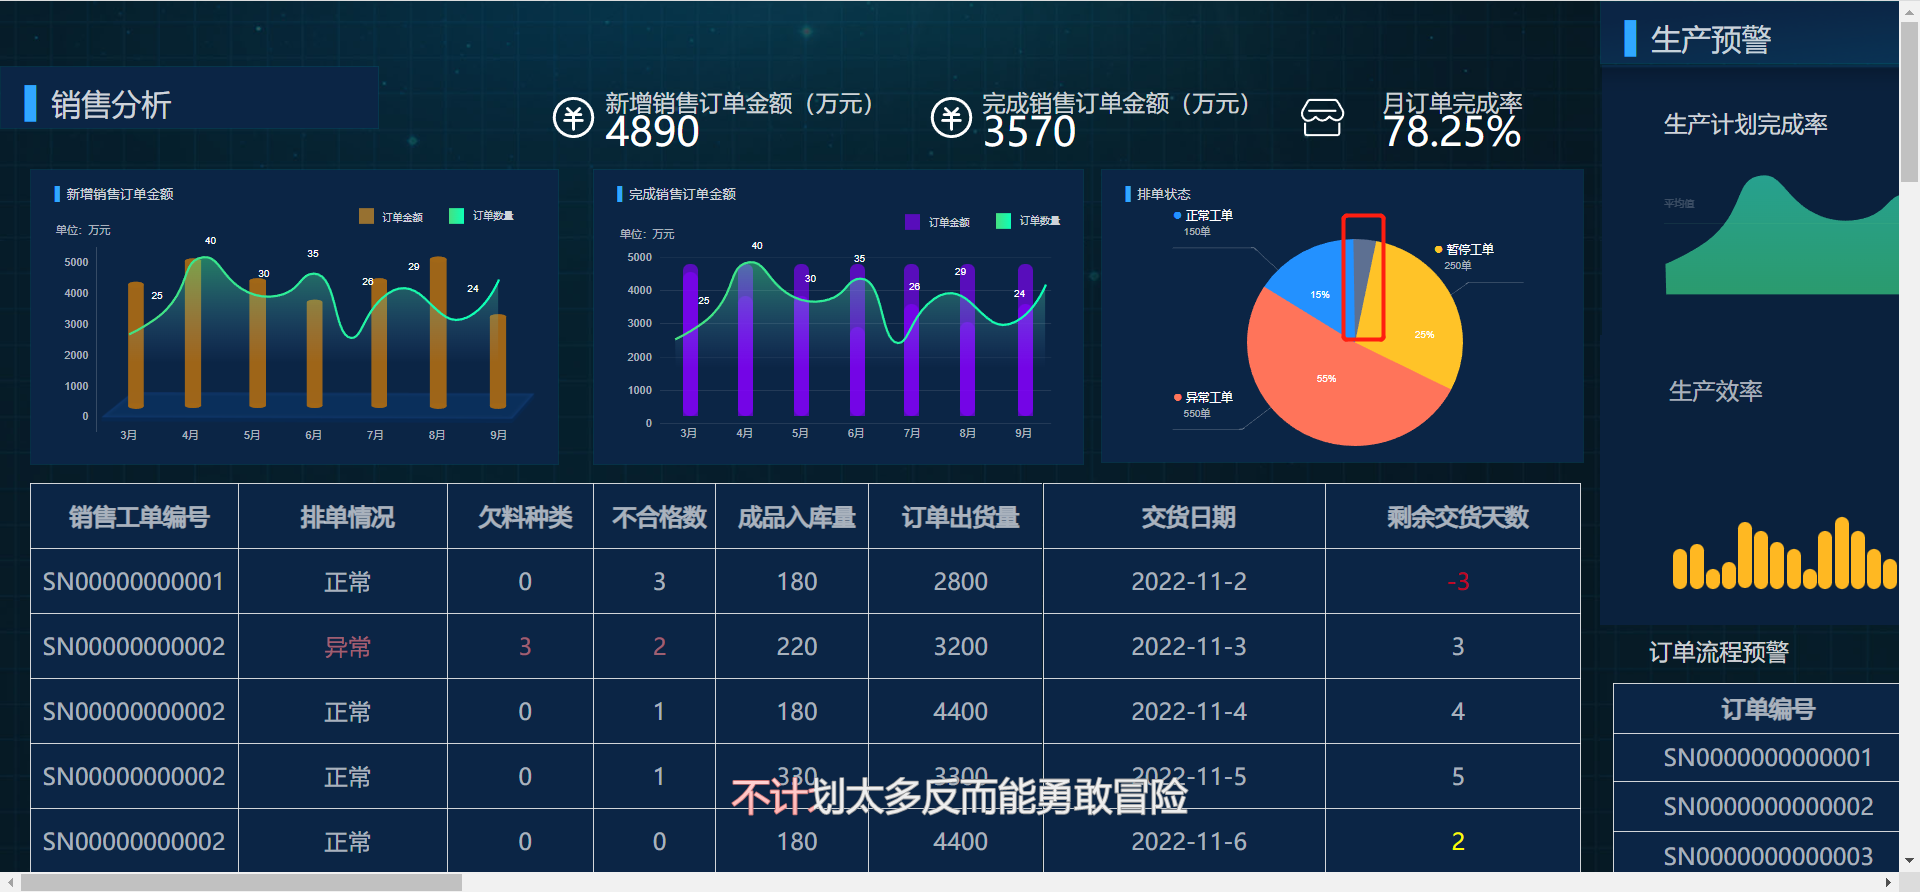 生产预警
销售分析
新增销售订单金额（万元）
4890
完成销售订单金额（万元）
3570
月订单完成率
78.25%
生产计划完成率
平均值
生产效率
新增销售订单金额
订单金额 订单数量
单位：万元
5000
4000
3000
2000
1000
0
25 40 30 35 26 29 24
3月 4月 5月 6月 7月 8月 9月
完成销售订单金额
订单金额 订单数量
单位：万元
5000
4000
3000
2000
1000
0
25 40 30 35 26 29 24
3月 4月 5月 6月 7月 8月 9月
排单状态
正常工单
150单
暂停工单
250单
异常工单
550单
15%
25%
55%
销售工单编号 排单情况 欠料种类 不合格数 成品入库量 订单出货量 交货日期 剩余交货天数
SN00000000001 正常 0 3 180 2800 2022-11-2 -3
SN00000000002 异常 3 2 220 3200 2022-11-3 3
SN00000000002 正常 0 1 180 4400 2022-11-4 4
SN00000000002 正常 0 1 330 3300 2022-11-5 5
不计划太多反而能勇敢冒险
SN00000000002 正常 0 0 180 4400 2022-11-6 2
订单流程预警
订单编号
SN0000000000001
SN0000000000002
SN0000000000003